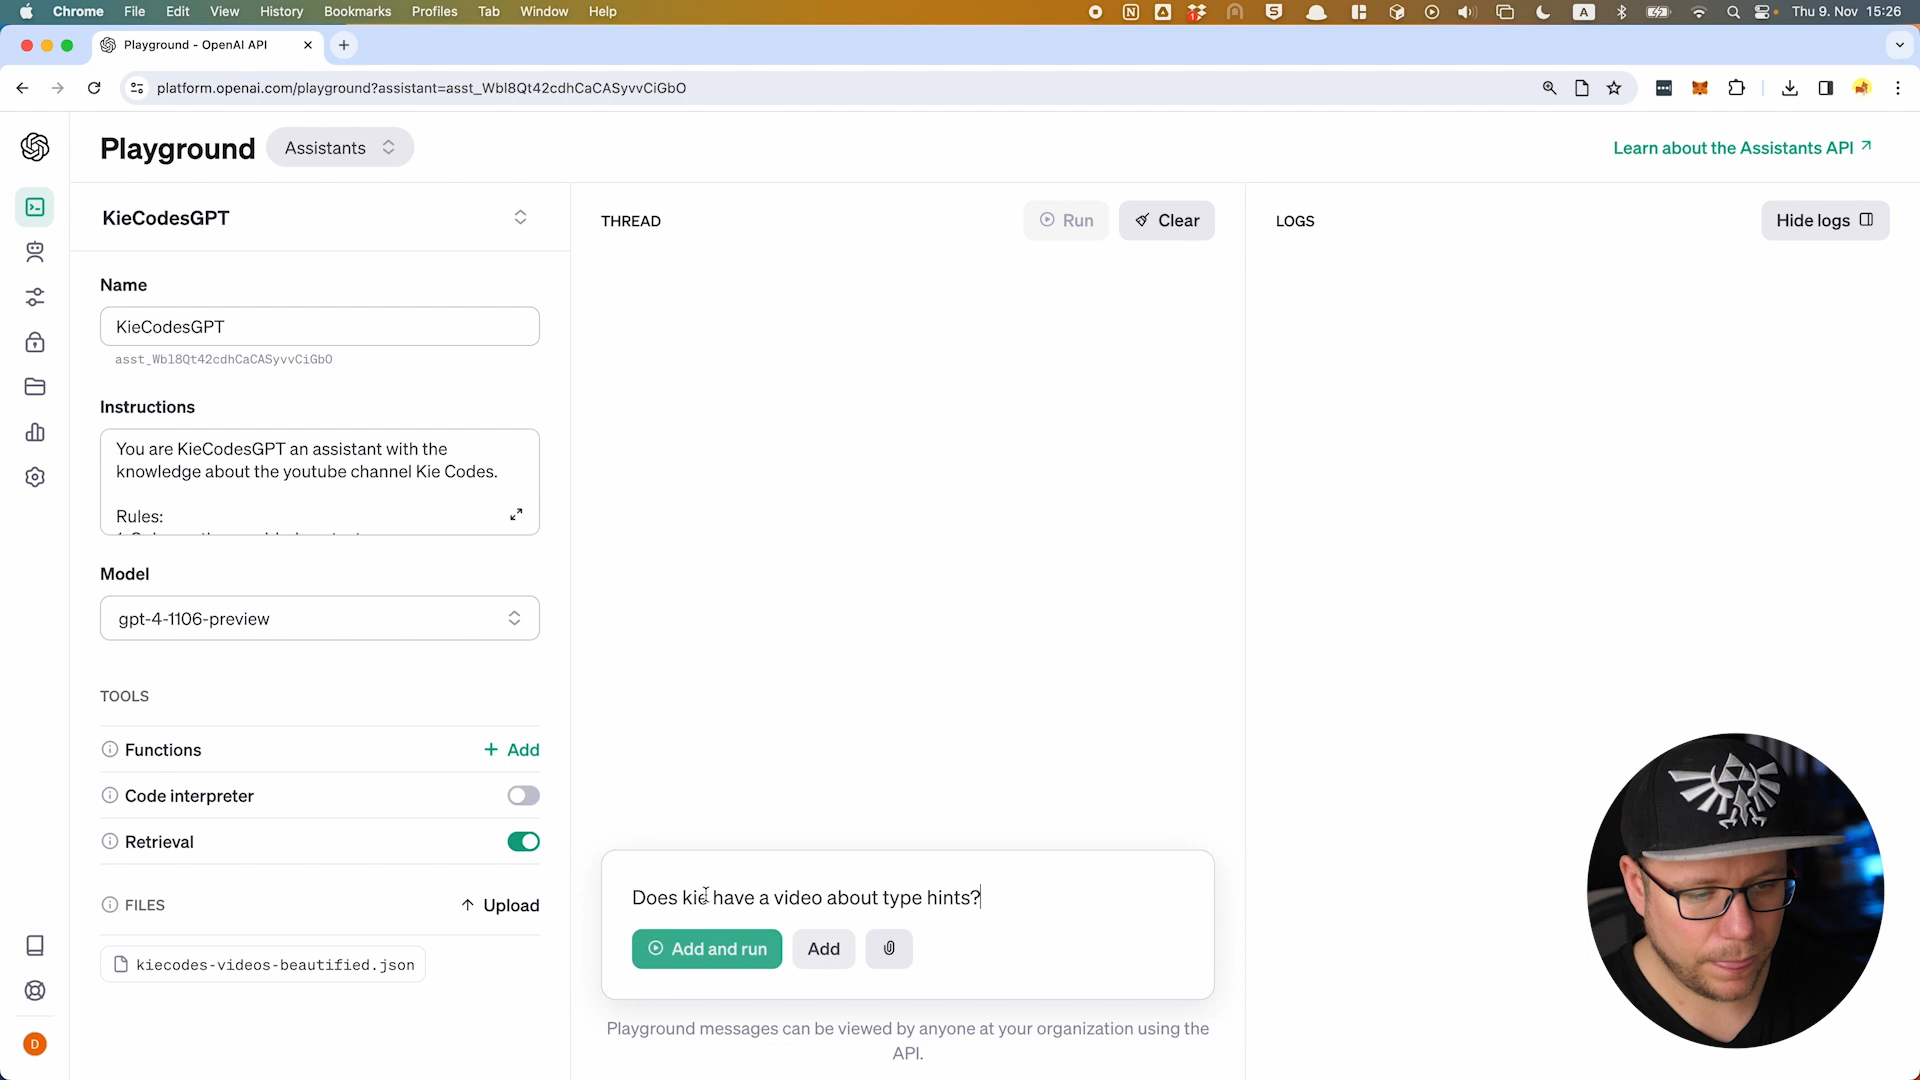 Chrome File Edit View History Bookmarks Profiles Tab Window Help
1
S
A
Thu 9. Nov 15:26
Playground - OpenAI API
platform.openai.com/playground?assistant=asst_Wbl8Qt42cdhCaCASyvvCiGbO
Playground
Assistants
Learn about the Assistants API
KieCodesGPT
THREAD
Run
Clear
LOGS
Hide logs
Name
KieCodesGPT
asst_Wbl8Qt42cdhCaCASyvvCiGbO
Instructions
You are KieCodesGPT an assistant with the
knowledge about the youtube channel Kie Codes.
Rules:
Model
gpt-4-1106-preview
TOOLS
Functions
+ Add
Code interpreter
Retrieval
FILES
Upload
kiecodes-videos-beautified.json
Does kie have a video about type hints?
Add and run
Add
Playground messages can be viewed by anyone at your organization using the
API.
D